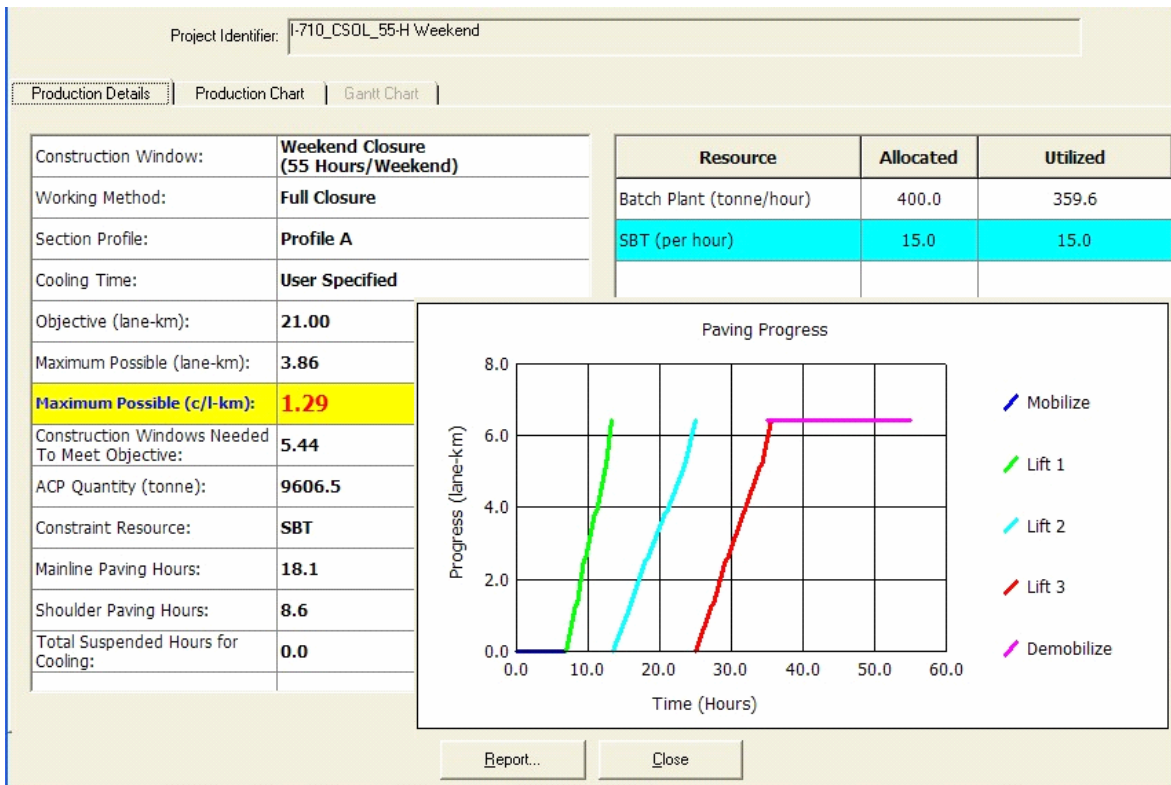 Project Identifier: I-710_CSOL_55-H Weekend
Production Details Production Chart Gantt Chart
Construction Window: Weekend Closure
(55 Hours/Weekend)
Working Method: Full Closure
Section Profile: Profile A
Cooling Time: User Specified
Objective (lane-km): 21.00
Maximum Possible (lane-km): 3.86
Maximum Possible (c/l-km): 1.29
Construction Windows Needed
To Meet Objective: 5.44
ACP Quantity (tonne): 9606.5
Constraint Resource: SBT
Mainline Paving Hours: 18.1
Shoulder Paving Hours: 8.6
Total Suspended Hours for
Cooling: 0.0
Resource Allocated Utilized
Batch Plant (tonne/hour) 400.0 359.6
SBT (per hour) 15.0 15.0
Paving Progress
Progress (lane-km)
8.0
6.0
4.0
2.0
0.0
0.0 10.0 20.0 30.0 40.0 50.0 60.0
Time (Hours)
Mobilize
Lift 1
Lift 2
Lift 3
Demobilize
Report... Close